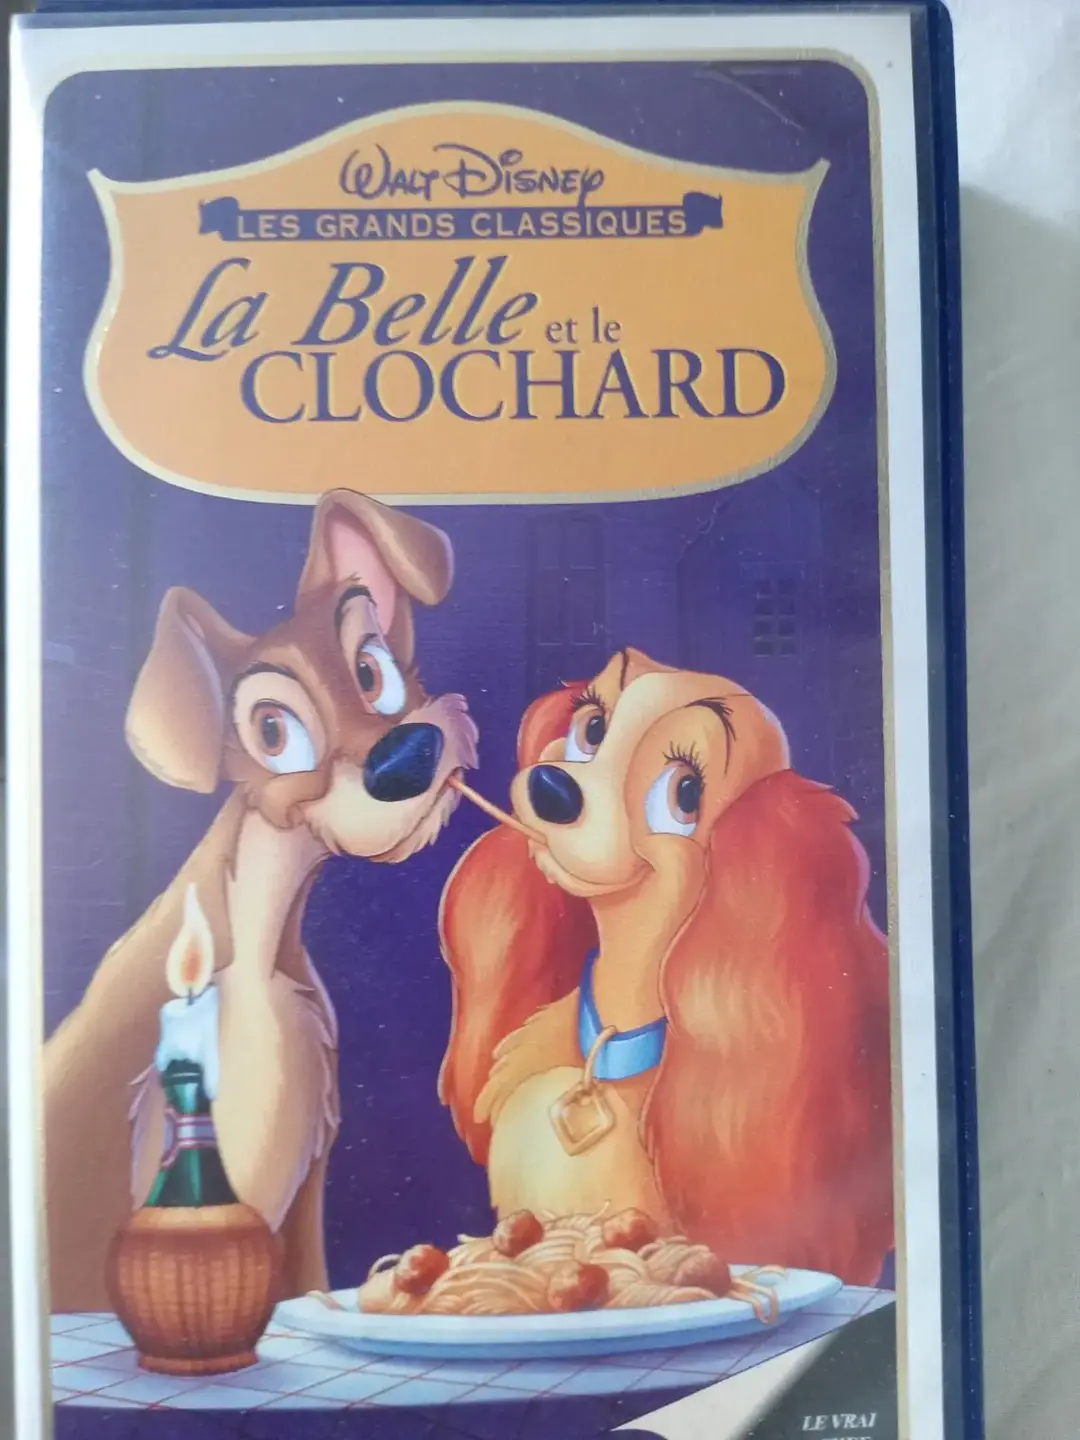 WALT DISNEY
LES GRANDS CLASSIQUES
La Belle et le
CLOCHARD
LE VRAI